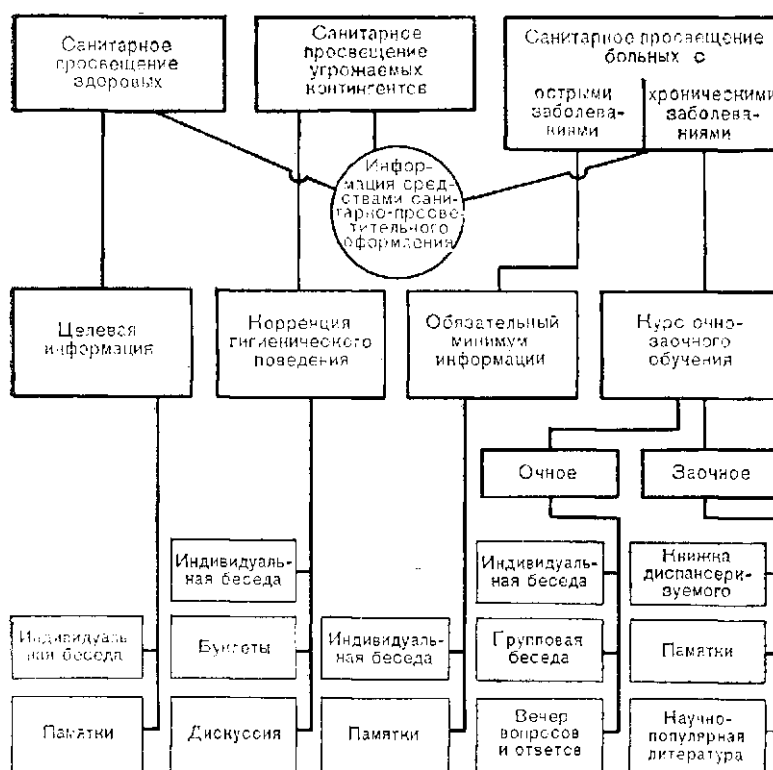 Санитарное
просвещение
здоровых
Санитарное
просвещение
угрожаемых
контингентов
Санитарное просвещение
больных с
острыми
заболева-
ниями
хроническими
заболева-
ниями
Инфор-
мация сред-
ствами сани-
тарно-просве-
тительного
оформления
Целевая
информация
Коррекция
гигиенического
поведения
Обязательный
минимум
информации
Курс очно-
заочного
обучения
Очное
Заочное
Индивидуаль-
ная беседа
Индивидуаль-
ная беседа
Книжка
диспансери-
зуемого
Индивидуаль-
ная беседа
Буклеты
Индивидуаль-
ная беседа
Групповая
беседа
Памятки
Памятки
Дискуссия
Памятки
Вечер
вопросов
и ответов
Научно-
популярная
литература